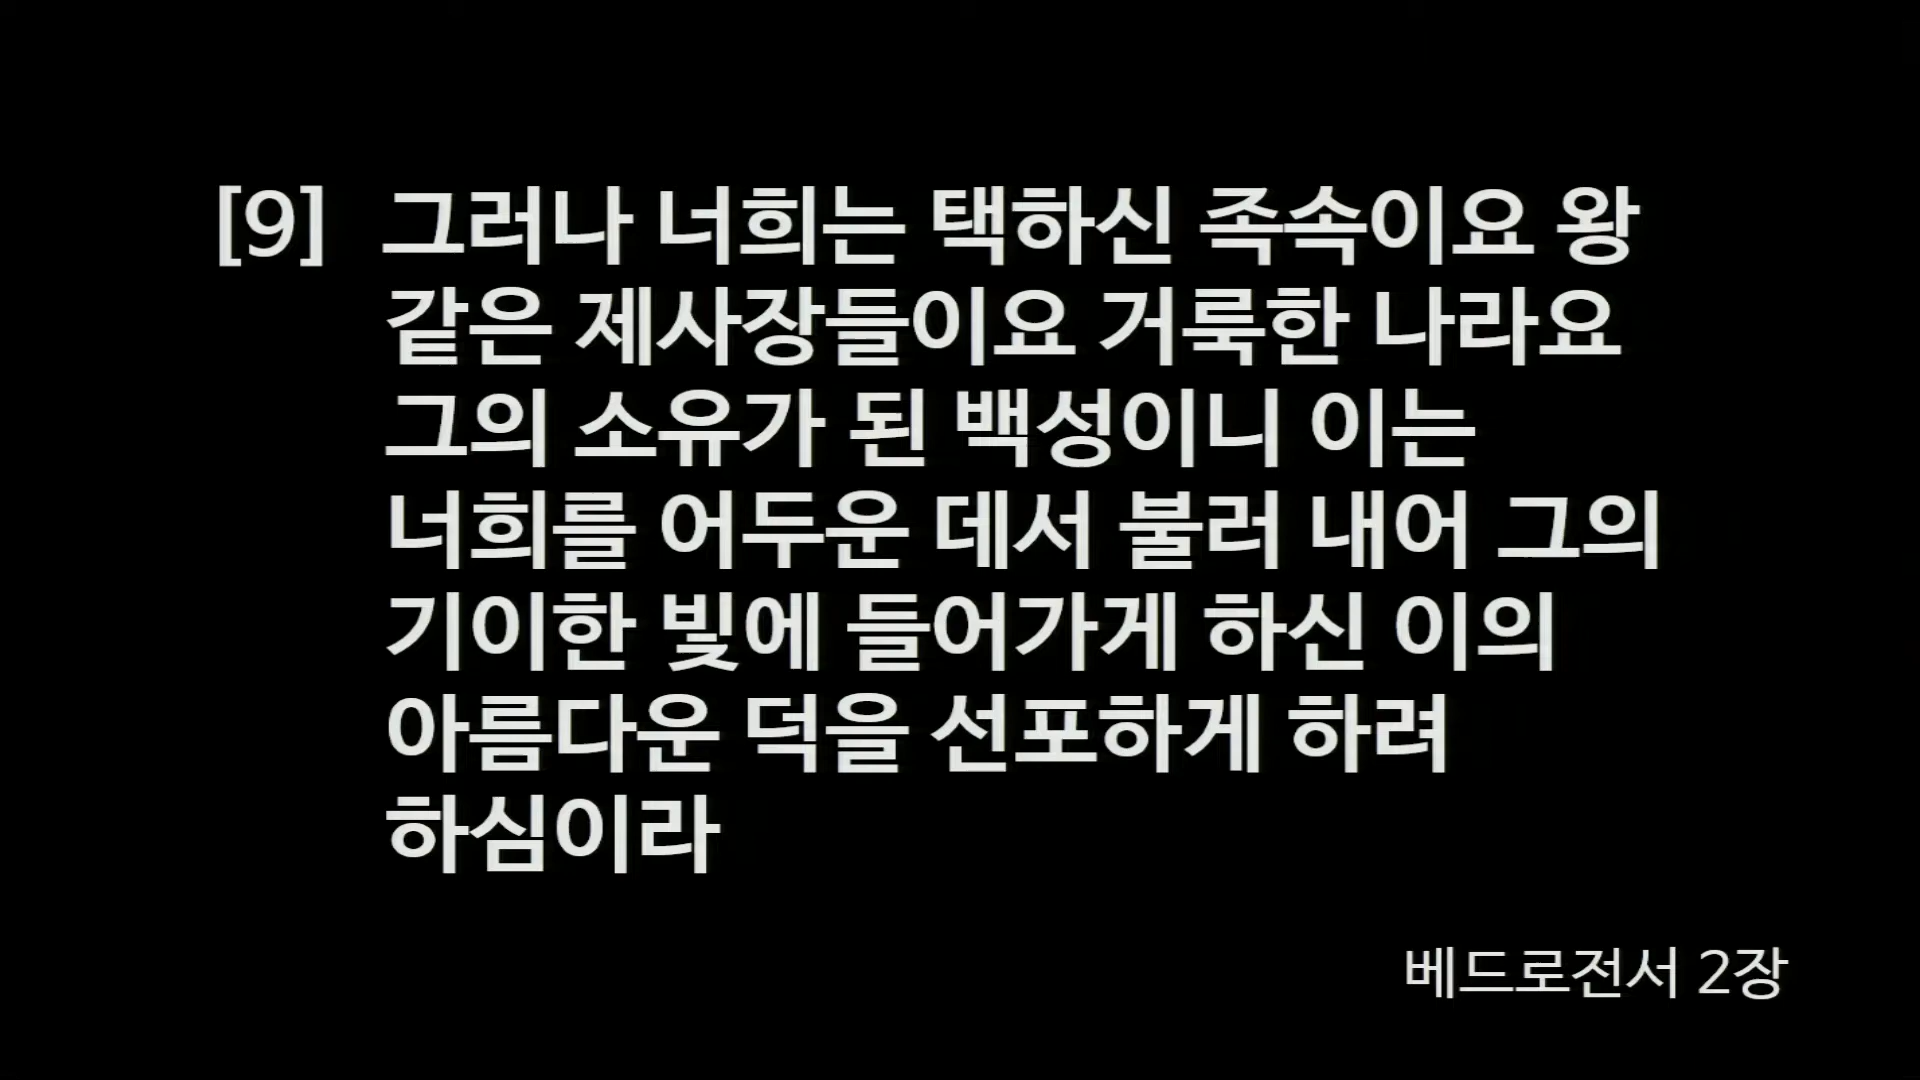 [9] 그러나 너희는 택하신 족속이요 왕
같은 제사장들이요 거룩한 나라요
그의 소유가 된 백성이니 이는
너희를 어두운 데서 불러 내어 그의
기이한 빛에 들어가게 하신 이의
아름다운 덕을 선포하게 하려
하심이라
베드로전서 2장